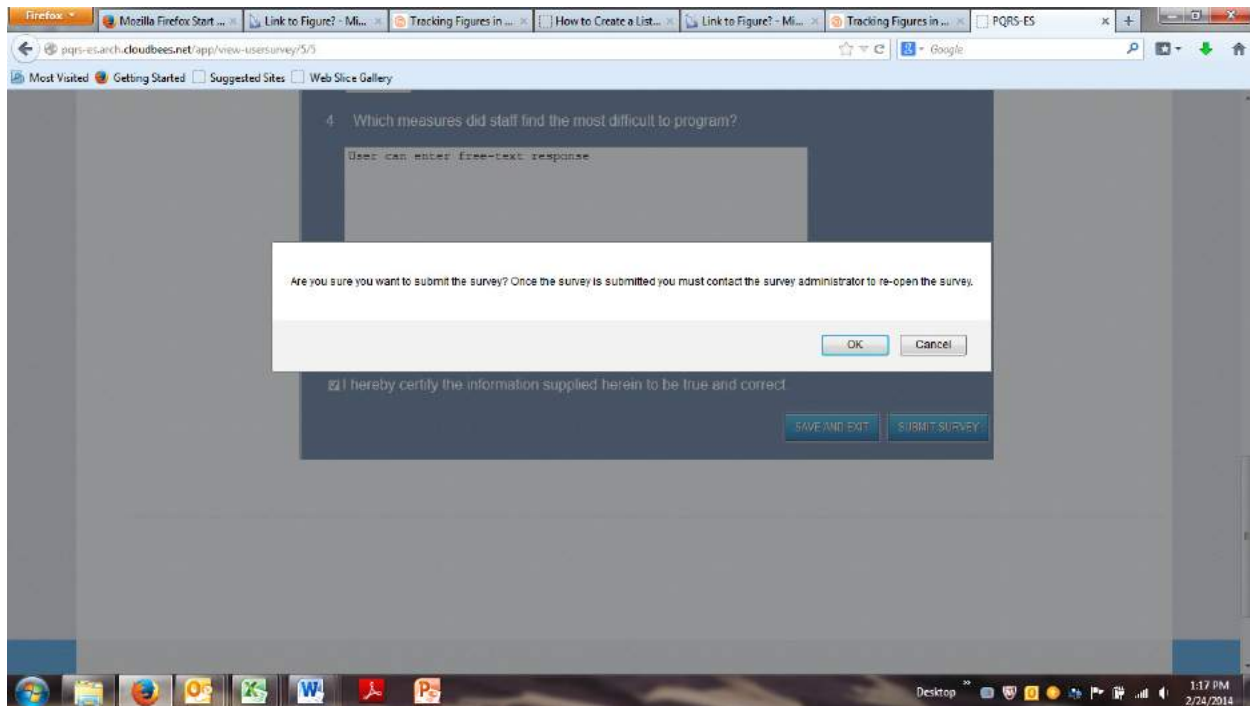 Firefox
Mozilla Firefox Start ...
Link to Figure? - Mi...
Tracking Figures in ...
How to Create a List...
Link to Figure? - Mi...
Tracking Figures in ...
PQRS-ES
pqrs-es.arch.cloudbees.net/app/view-usersurvey/5/5
Google
Most Visited Getting Started Suggested Sites Web Slice Gallery
4 Which measures did staff find the most difficult to program?
User can enter free-text response
Are you sure you want to submit the survey? Once the survey is submitted you must contact the survey administrator to re-open the survey.
OK Cancel
I hereby certify the information supplied herein to be true and correct.
SAVE AND EXIT SUBMIT SURVEY
Desktop
1:17 PM
2/24/2014